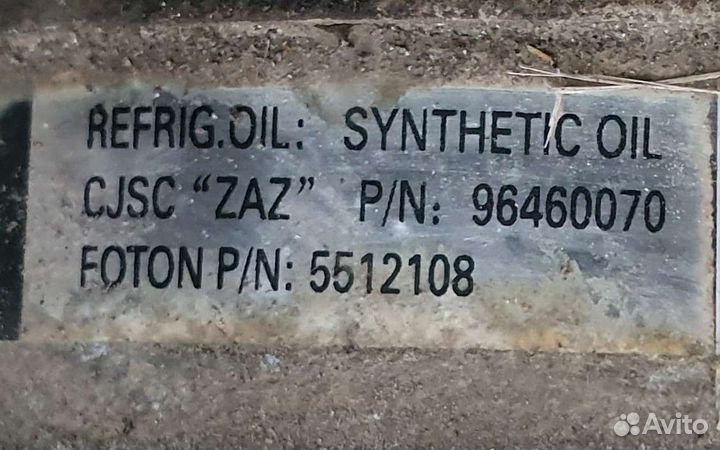 REFRIG.OIL: SYNTHETIC OIL
CJSC "ZAZ" P/N: 96460070
FOTON P/N: 5512108
Avito